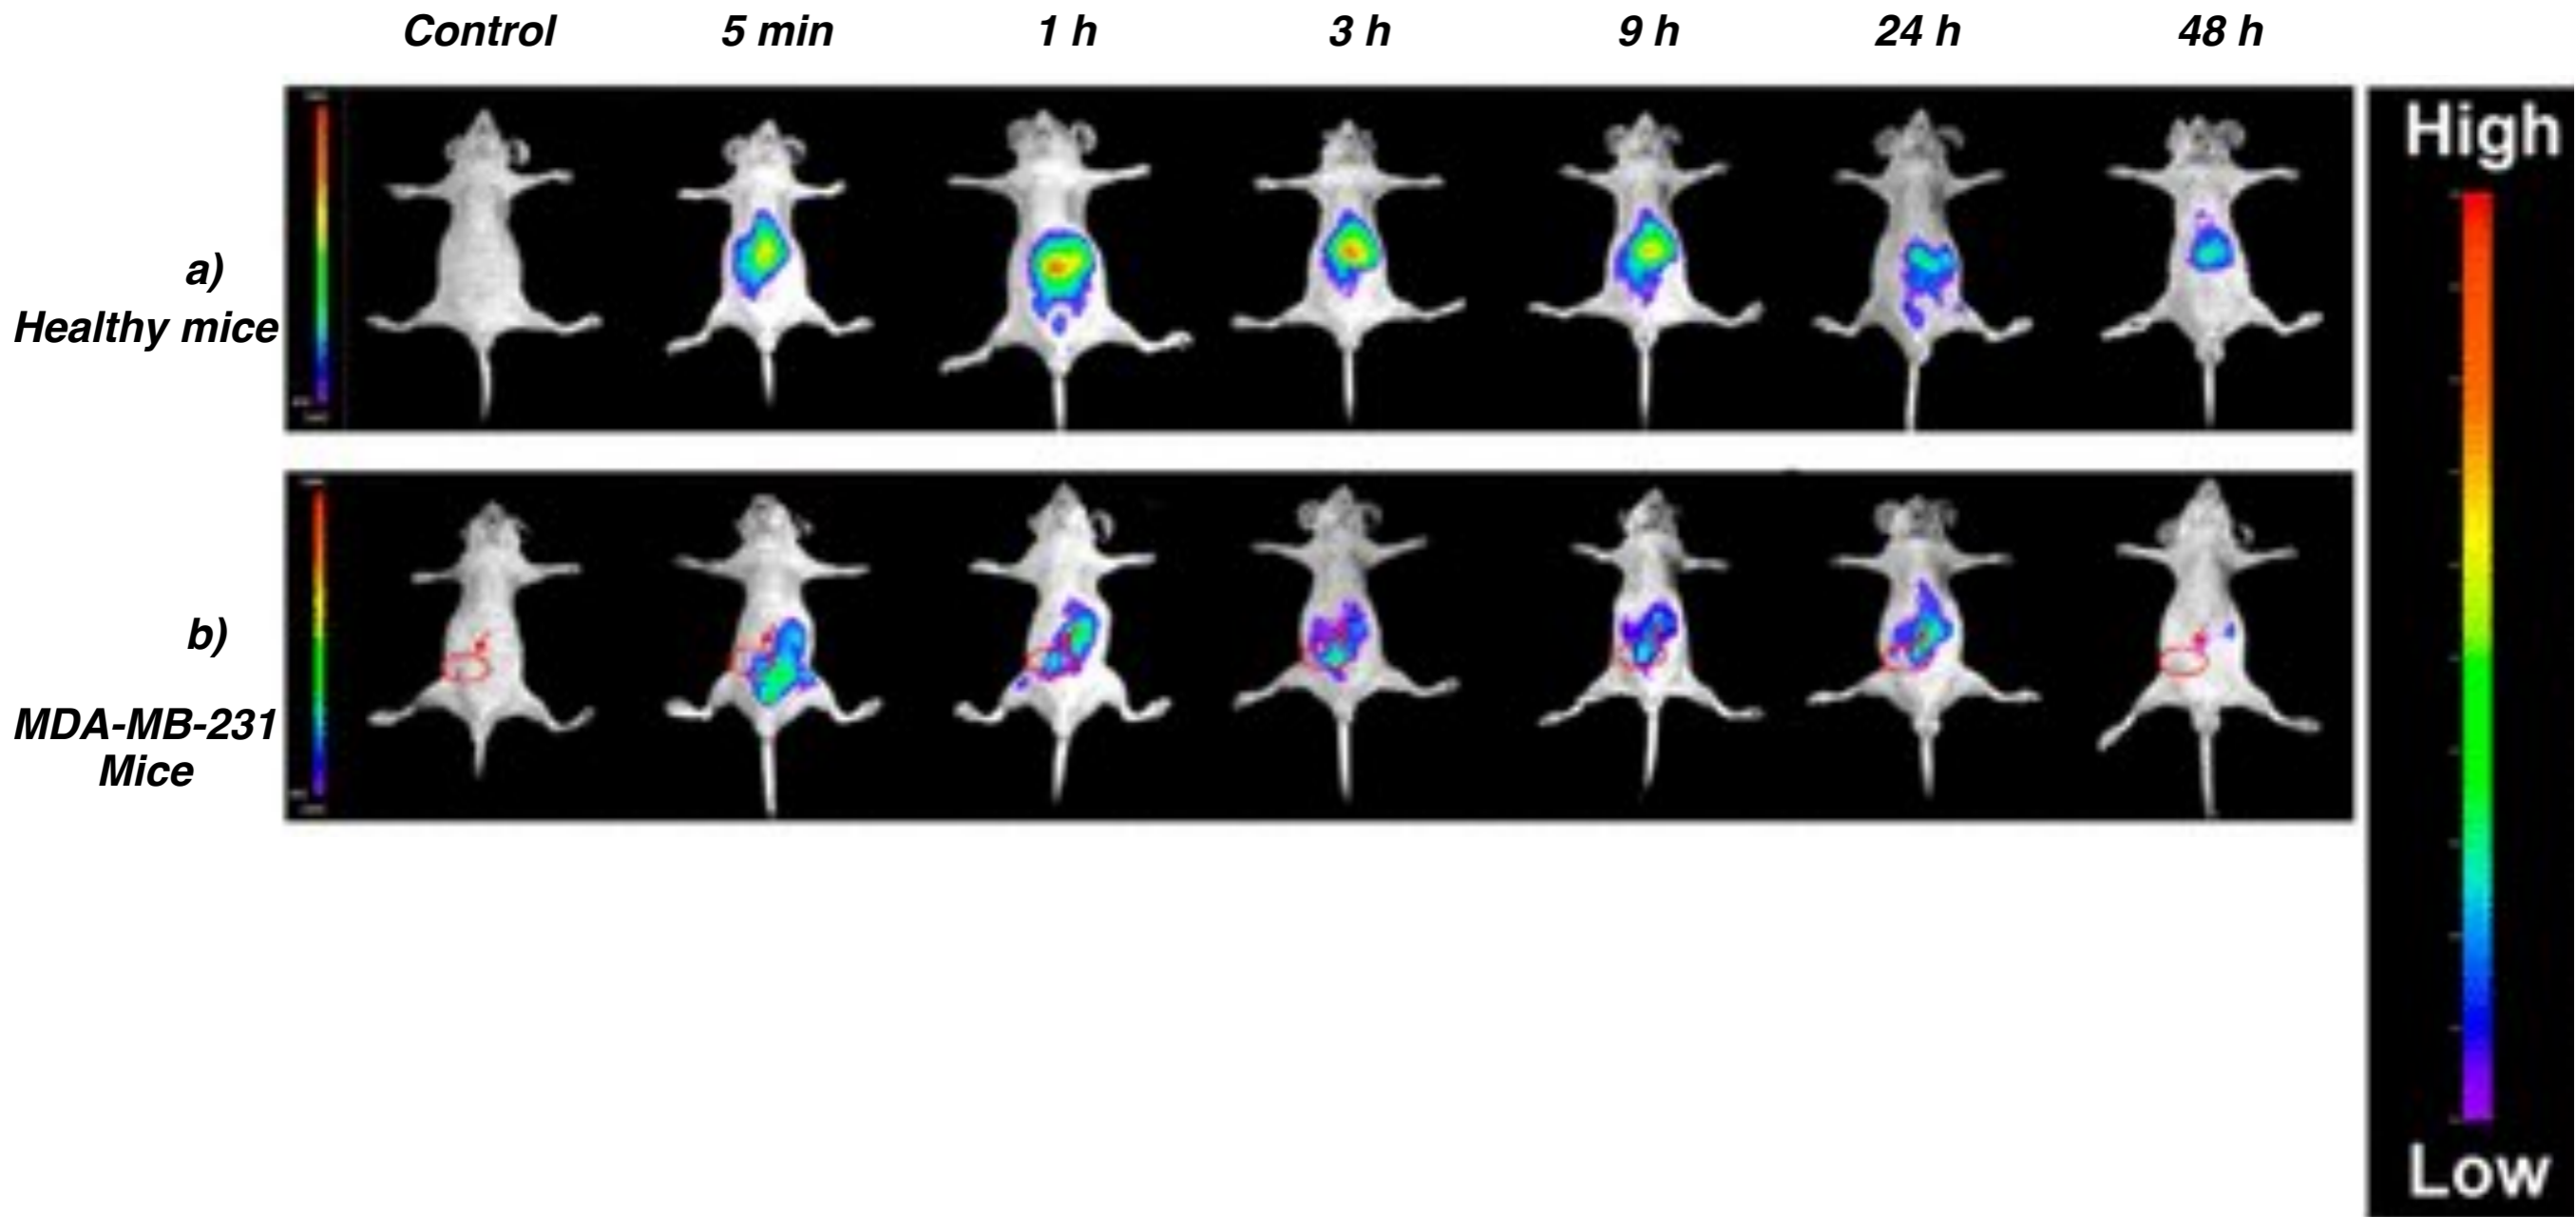 Control 5 min 1 h 3 h 9 h 24 h 48 h
High
a)
Healthy mice
b)
MDA-MB-231
Mice
Low